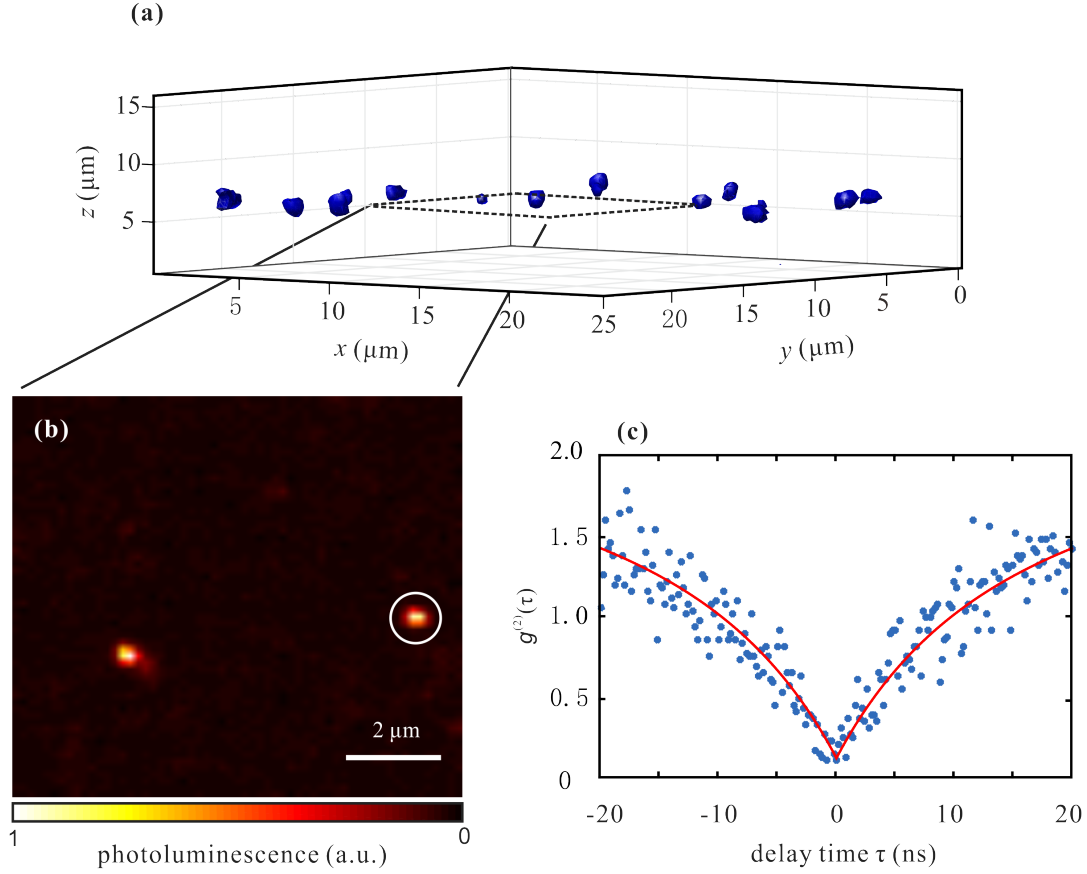 (a)
15
10
5
z (μm)
5
10
15
20
25
20
15
10
5
0
x (μm)
y (μm)
(b)
2 μm
1
0
photoluminescence (a.u.)
(c)
2.0
1.5
1.0
0.5
0
g⁽²⁾(τ)
-20
-10
0
10
20
delay time τ (ns)